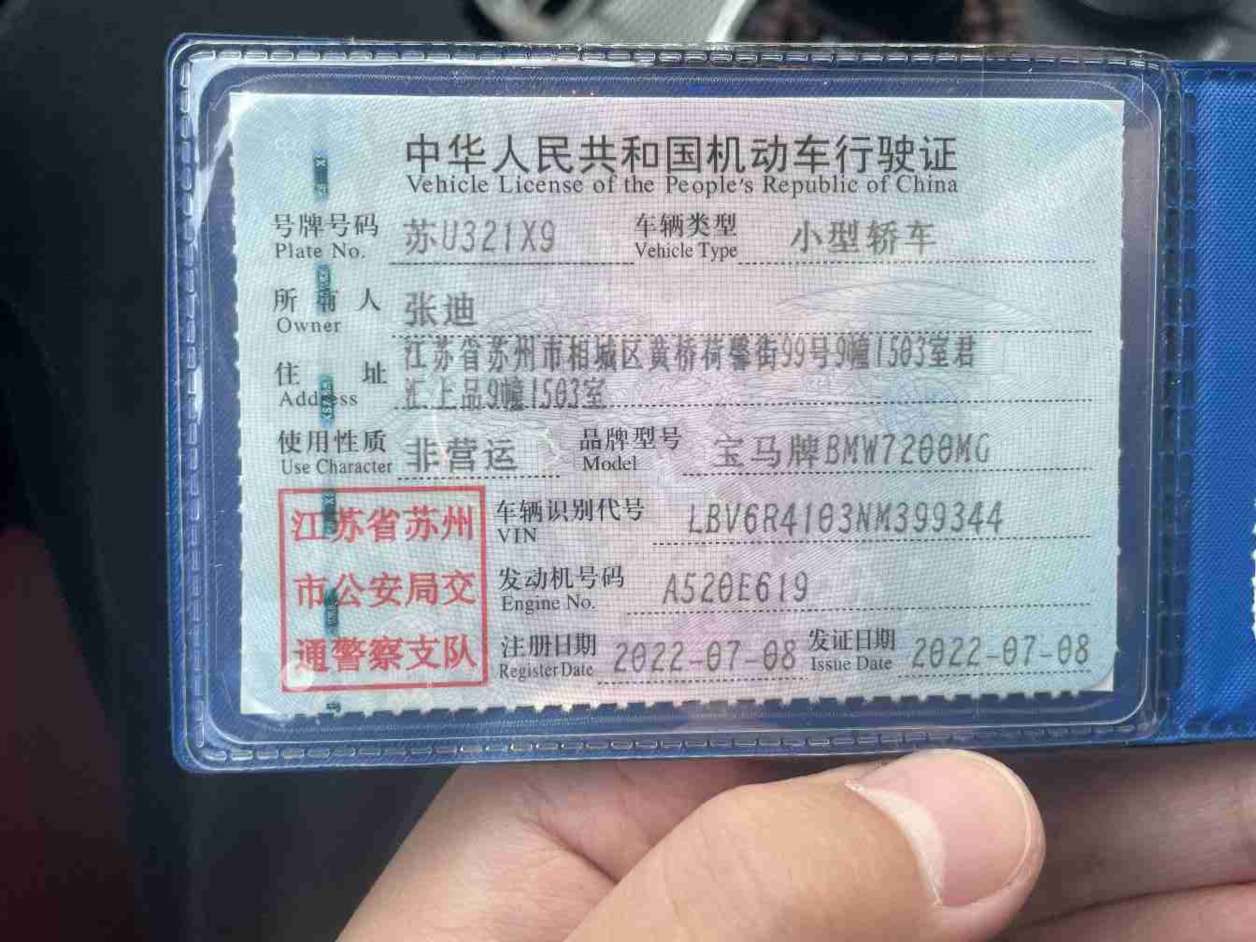 中华人民共和国机动车行驶证
Vehicle License of the People's Republic of China
号牌号码 苏U321X9 车辆类型 小型轿车
Plate No. Vehicle Type
所有人 张迪
Owner
住址 江苏省苏州市相城区黄桥荷馨街99号9幢1503室君
Address 汇上品9幢1503室
使用性质 非营运 品牌型号 宝马牌BMW7200MG
Use Character Model
江苏省苏州 车辆识别代号 LBV6R4103NM399344
VIN
市公安局交 发动机号码 A520E619
Engine No.
通警察支队 注册日期 2022-07-08 发证日期 2022-07-08
Register Date Issue Date